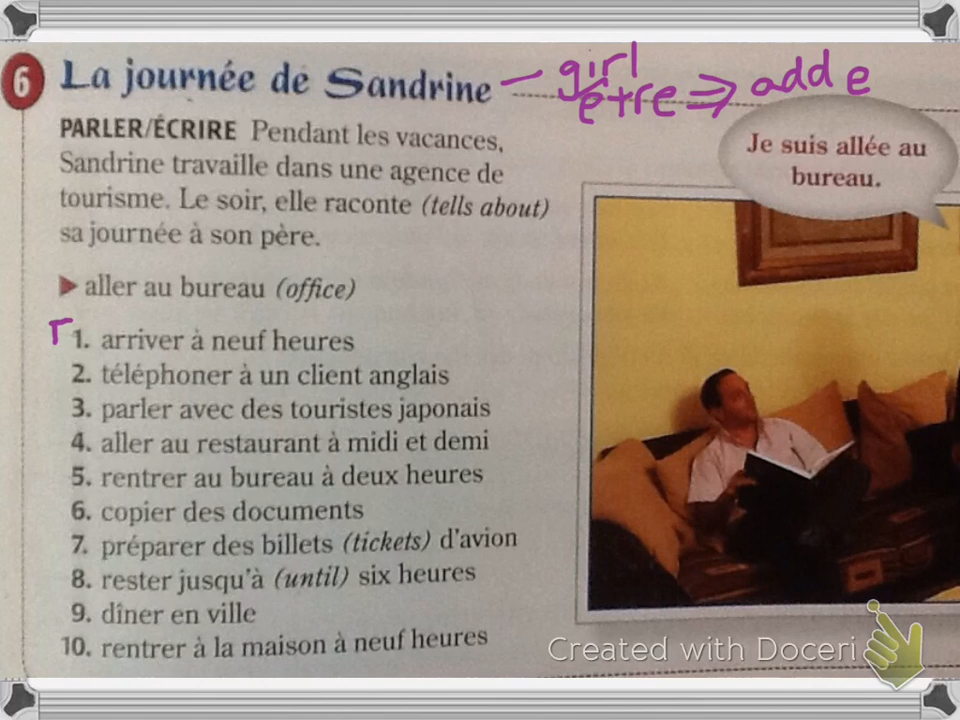 6 La journée de Sandrine – girl
être ⇒ add e
PARLER/ÉCRIRE Pendant les vacances,
Sandrine travaille dans une agence de
tourisme. Le soir, elle raconte (tells about)
sa journée à son père.
▶ aller au bureau (office)
r 1. arriver à neuf heures
2. téléphoner à un client anglais
3. parler avec des touristes japonais
4. aller au restaurant à midi et demi
5. rentrer au bureau à deux heures
6. copier des documents
7. préparer des billets (tickets) d'avion
8. rester jusqu'à (until) six heures
9. dîner en ville
10. rentrer à la maison à neuf heures
Je suis allée au
bureau.
Created with Doceri